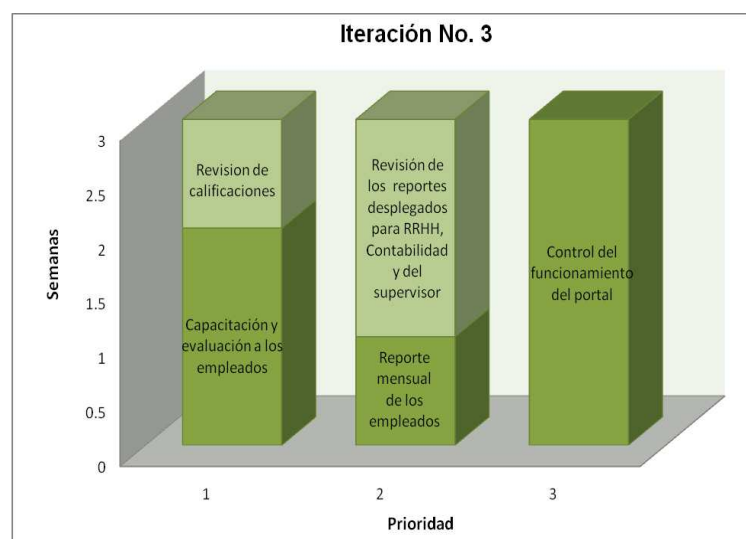 Iteración No. 3
Semanas
3
2.5
2
1.5
1
0.5
0
Revision de
calificaciones
Capacitación y
evaluación a los
empleados
Revisión de
los reportes
desplegados
para RRHH,
Contabilidad
y del
supervisor
Reporte
mensual
de los
empleados
Control del
funcionamiento
del portal
1
2
3
Prioridad